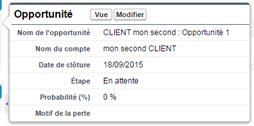 Opportunité Vue Modifier
Nom de l'opportunité CLIENT mon second : Opportunité 1
Nom du compte mon second CLIENT
Date de clôture 18/09/2015
Étape En attente
Probabilité (%) 0 %
Motif de la perte